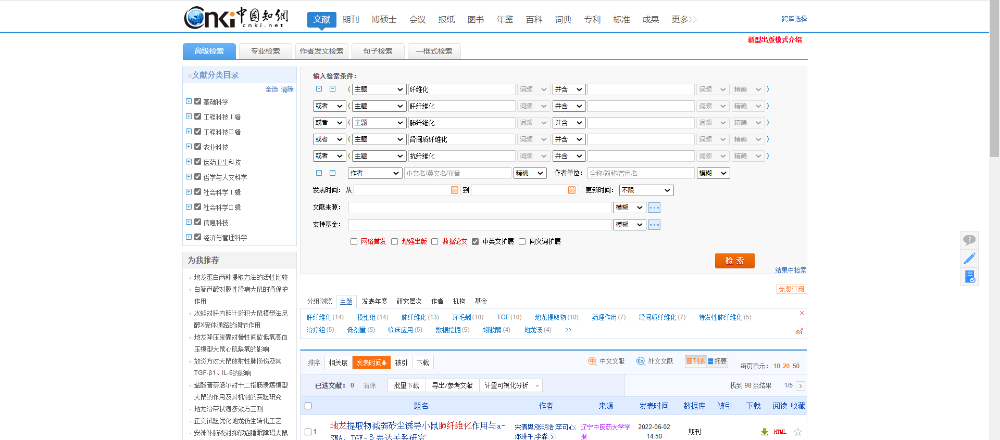 Cnki 中國知網
cnki.net
文献 期刊 博硕士 会议 报纸 图书 年鉴 百科 词典 专利 标准 成果 更多>>
跨库选择
新型出版模式介绍
高级检索 专业检索 作者发文检索 句子检索 一框式检索
文献分类目录
全选 清除
基础科学
工程科技Ⅰ辑
工程科技II辑
农业科技
医药卫生科技
哲学与人文科学
社会科学Ⅰ辑
社会科学II辑
信息科技
经济与管理科学
为我推荐
地龙蛋白两种提取方法的活性比较
白藜芦醇对膜性肾病大鼠的肾保护
作用
水蛭对肝内胆汁淤积大鼠模型法尼
醇X受体通路的调节作用
地龙降压胶囊对慢性间歇低氧高血
压模型大鼠心肌缺氧的影响
放炎方对大鼠放射性肺损伤及其
TGF-β1、IL-6的影响
盐酸普萘洛尔对十二指肠溃疡模型
大鼠的作用及其机制的实验研究
地龙治带状疱疹效方三则
正交试验优化地龙仿生转化工艺
安神补脑液对抑郁症睡眠障碍大鼠
输入检索条件：
( 主题 纤维化 词频 并含 词频 精确 )
或者 ( 主题 肝纤维化 词频 并含 词频 精确 )
或者 ( 主题 肺纤维化 词频 并含 词频 精确 )
或者 ( 主题 肾间质纤维化 词频 并含 词频 精确 )
或者 ( 主题 抗纤维化 词频 并含 词频 精确 )
作者 中文名/英文名/拼音 精确 作者单位： 全称/简称/曾用名 模糊
发表时间： 从 到 更新时间： 不限
文献来源： 模糊 ...
支持基金： 模糊 ...
网络首发 增强出版 数据论文 中英文扩展 同义词扩展
检 索
结果中检索
免费订阅
分组浏览: 主题 发表年度 研究层次 作者 机构 基金
肝纤维化(14) 模型组(14) 肺纤维化(13) 环毛蚓(10) TGF(10) 地龙提取物(10) 药理作用(7) 肾间质纤维化(7) 特发性肺纤维化(5)
治疗组(5) 低剂量(5) 临床应用(5) 数据挖掘(5) 蚓激酶(4) 地龙汤(4) >>
排序: 相关度 发表时间↓ 被引 下载
中文文献 外文文献 列表 摘要 每页显示： 10 20 50
已选文献： 0 清除 批量下载 导出/参考文献 计量可视化分析
找到 98 条结果 1/5 >
题名 作者 来源 发表时间 数据库 被引 下载 阅读 收藏
1 地龙提取物减弱矽尘诱导小鼠肺纤维化作用与a-
SMA、TGF-β表达关系研究
宋倩男;张明浩;李可心;
邓琳千;李淼
辽宁中医药大学学
报
2022-06-02
14:50
期刊
HTML